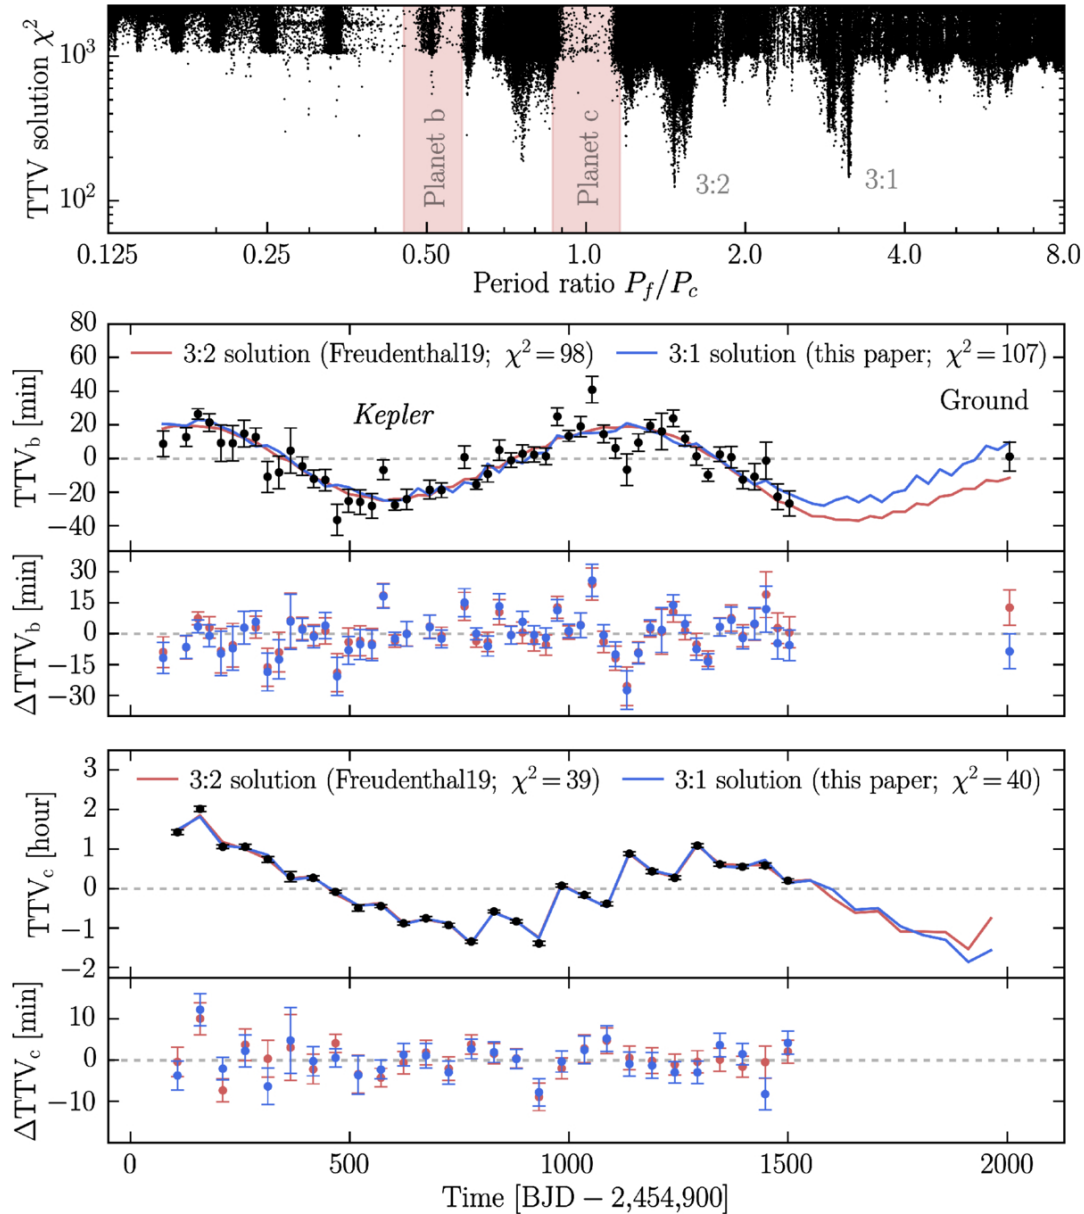 TTV solution χ²
10³
10²
Planet b
Planet c
3:2
3:1
0.125 0.25 0.50 1.0 2.0 4.0 8.0
Period ratio P_f/P_c
TTV_b [min]
80
60
40
20
0
−20
−40
3:2 solution (Freudenthal19; χ² = 98)
3:1 solution (this paper; χ² = 107)
Kepler
Ground
ΔTTV_b [min]
30
15
0
−15
−30
TTV_c [hour]
3
2
1
0
−1
−2
3:2 solution (Freudenthal19; χ² = 39)
3:1 solution (this paper; χ² = 40)
ΔTTV_c [min]
10
0
−10
0 500 1000 1500 2000
Time [BJD − 2,454,900]